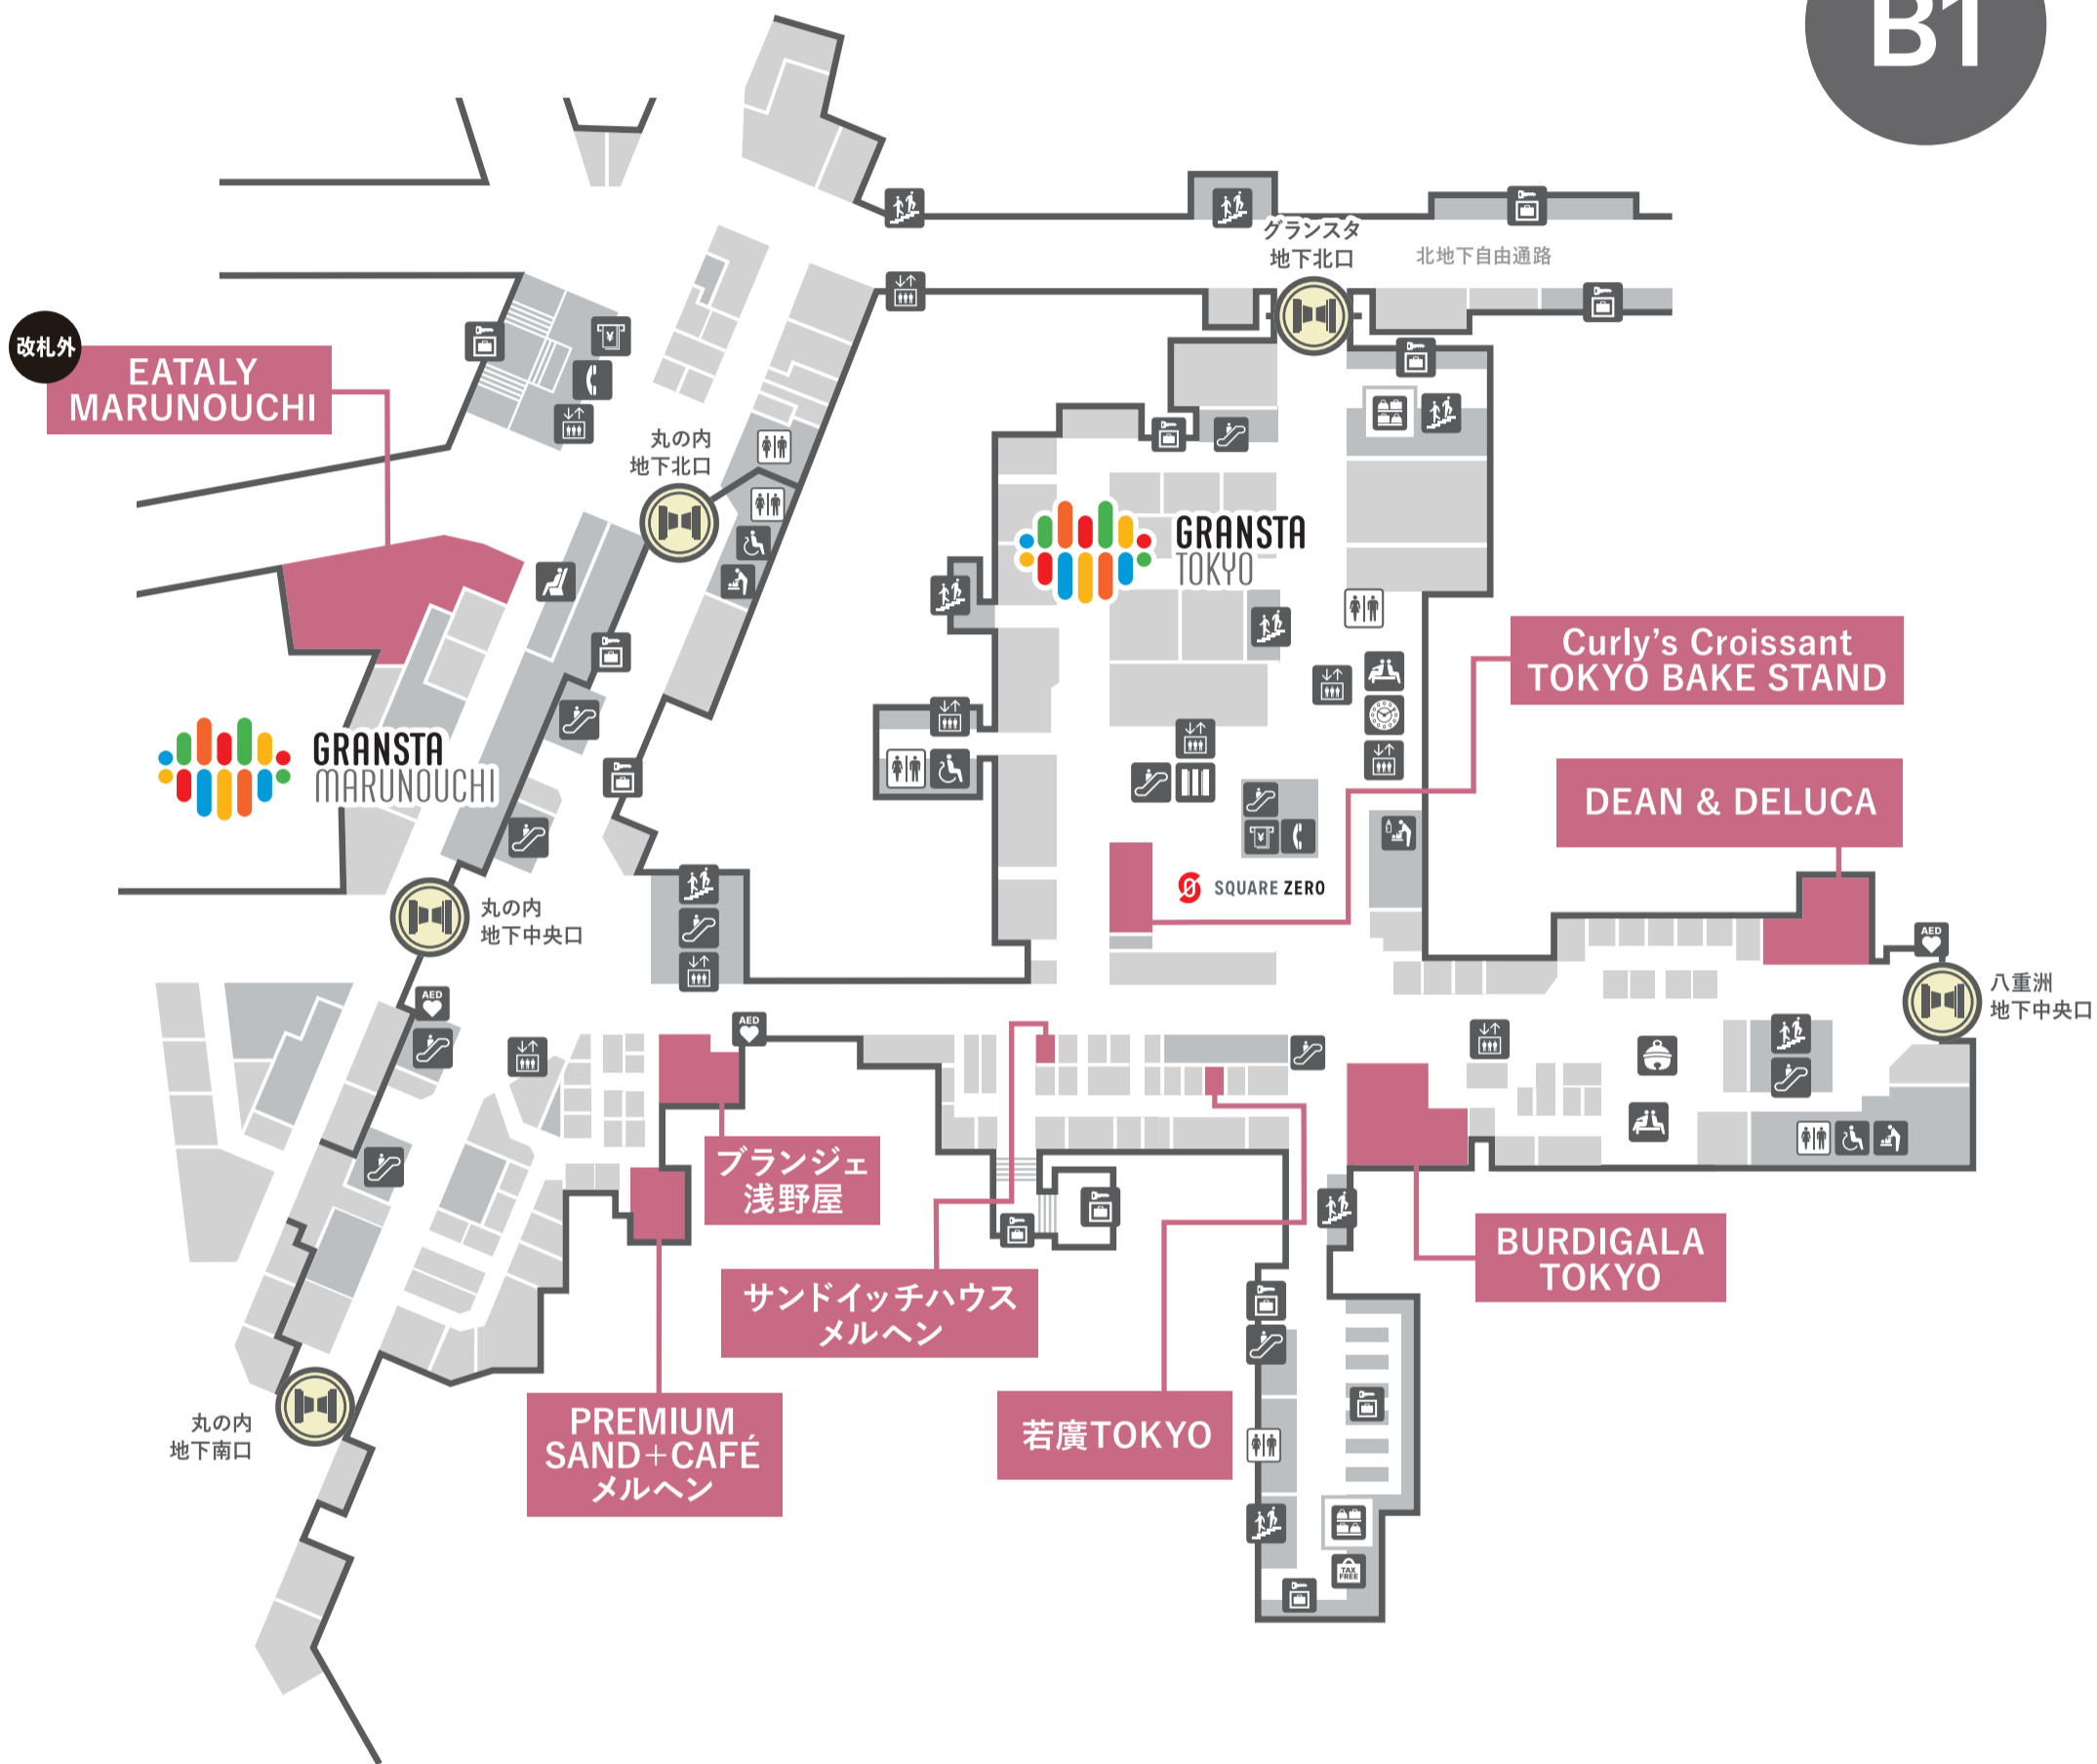 B1
グランスタ
地下北口
北地下自由通路
改札外
EATALY
MARUNOUCHI
丸の内
地下北口
GRANSTA
TOKYO
Curly's Croissant
TOKYO BAKE STAND
GRANSTA
MARUNOUCHI
DEAN & DELUCA
SQUARE ZERO
丸の内
地下中央口
AED
八重洲
地下中央口
AED
AED
ブランジェ
浅野屋
BURDIGALA
TOKYO
サンドイッチハウス
メルヘン
PREMIUM
SAND+CAFÉ
メルヘン
若廣TOKYO
丸の内
地下南口
TAX
FREE